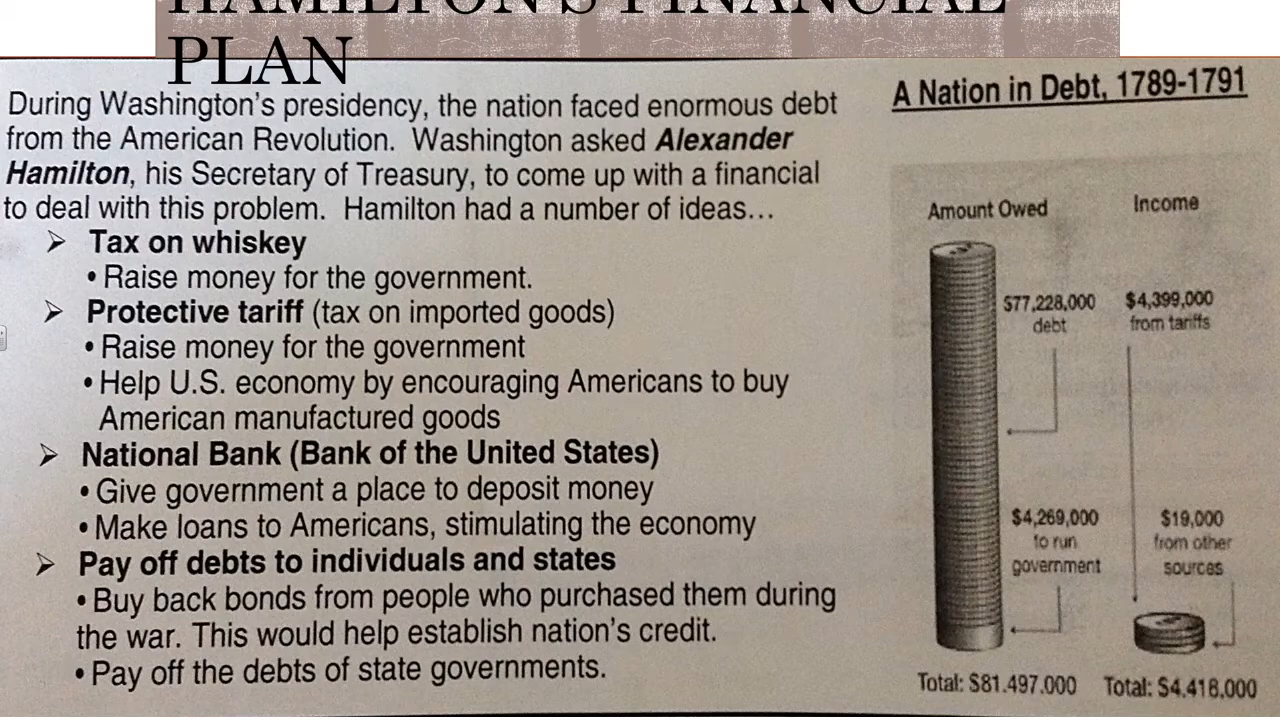 HAMILTON'S FINANCIAL
PLAN
During Washington's presidency, the nation faced enormous debt
from the American Revolution. Washington asked Alexander
Hamilton, his Secretary of Treasury, to come up with a financial
to deal with this problem. Hamilton had a number of ideas...
➢ Tax on whiskey
• Raise money for the government.
➢ Protective tariff (tax on imported goods)
• Raise money for the government
• Help U.S. economy by encouraging Americans to buy
American manufactured goods
➢ National Bank (Bank of the United States)
• Give government a place to deposit money
• Make loans to Americans, stimulating the economy
➢ Pay off debts to individuals and states
• Buy back bonds from people who purchased them during
the war. This would help establish nation's credit.
• Pay off the debts of state governments.
A Nation in Debt, 1789-1791
Amount Owed
$77,228,000
debt
$4,269,000
to run
government
Total: $81.497.000
Income
$4,399,000
from tariffs
$19,000
from other
sources
Total: $4.418,000